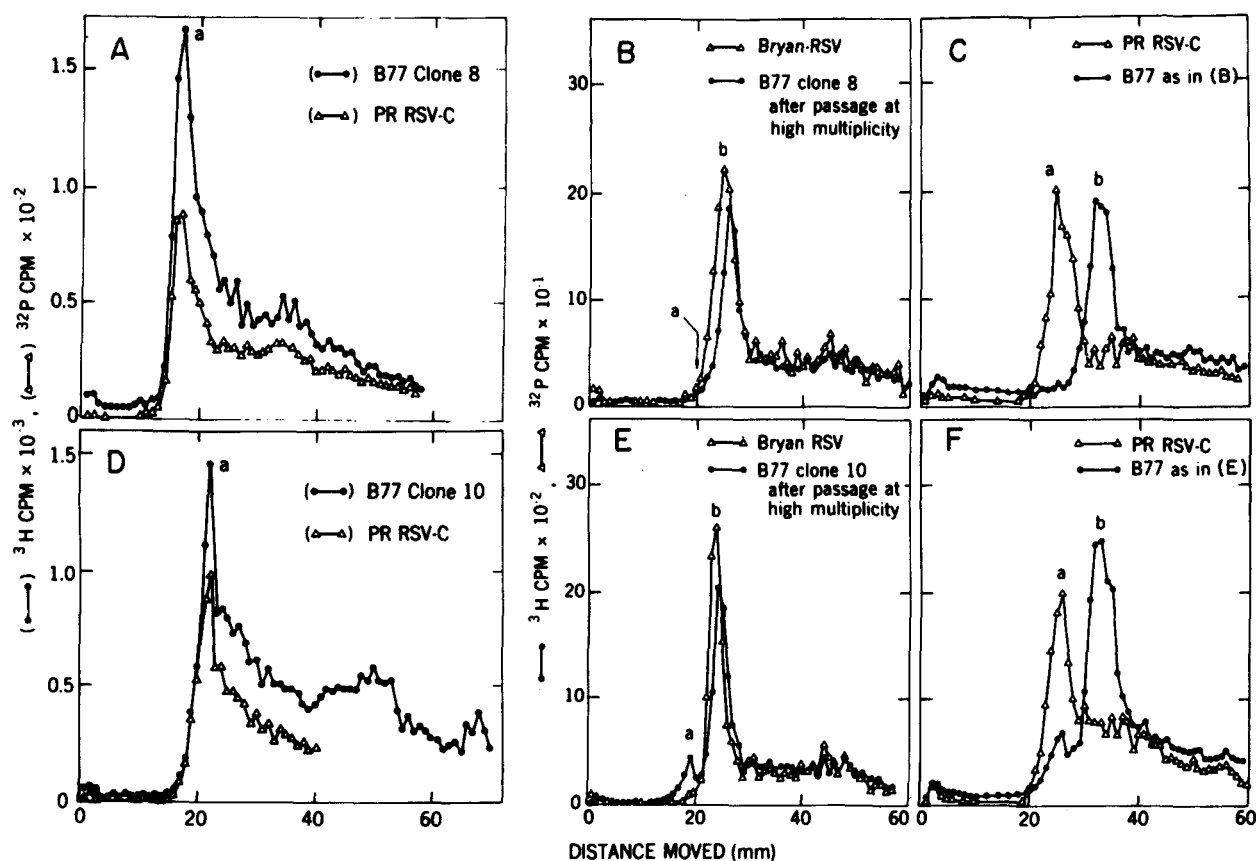 A
a
(●—●) B77 Clone 8
(△—△) PR RSV-C
1.5
1.0
0.5
0
B
△—△ Bryan-RSV
●—● B77 clone 8
after passage at
high multiplicity
b
a
30
20
10
0
C
△—△ PR RSV-C
●—● B77 as in (B)
a
b
D
a
(●—●) B77 Clone 10
(△—△) PR RSV-C
1.5
1.0
0.5
0
0 20 40 60
E
△—△ Bryan RSV
●—● B77 clone 10
after passage at
high multiplicity
b
a
30
20
10
0
0 20 40 60
F
△—△ PR RSV-C
●—● B77 as in (E)
b
a
0 20 40 60
(●—●) ³H CPM × 10⁻³, (△—△) ³²P CPM × 10⁻²
●—● ³H CPM × 10⁻², △—△ ³²P CPM × 10⁻¹
DISTANCE MOVED (mm)